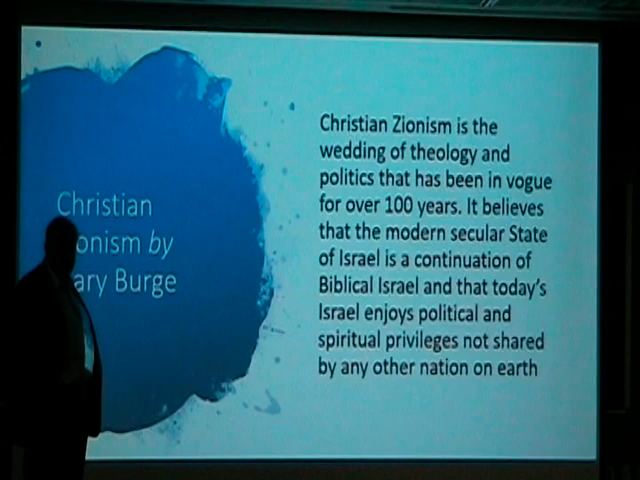 Christian
onism by
ary Burge
Christian Zionism is the
wedding of theology and
politics that has been in vogue
for over 100 years. It believes
that the modern secular State
of Israel is a continuation of
Biblical Israel and that today's
Israel enjoys political and
spiritual privileges not shared
by any other nation on earth